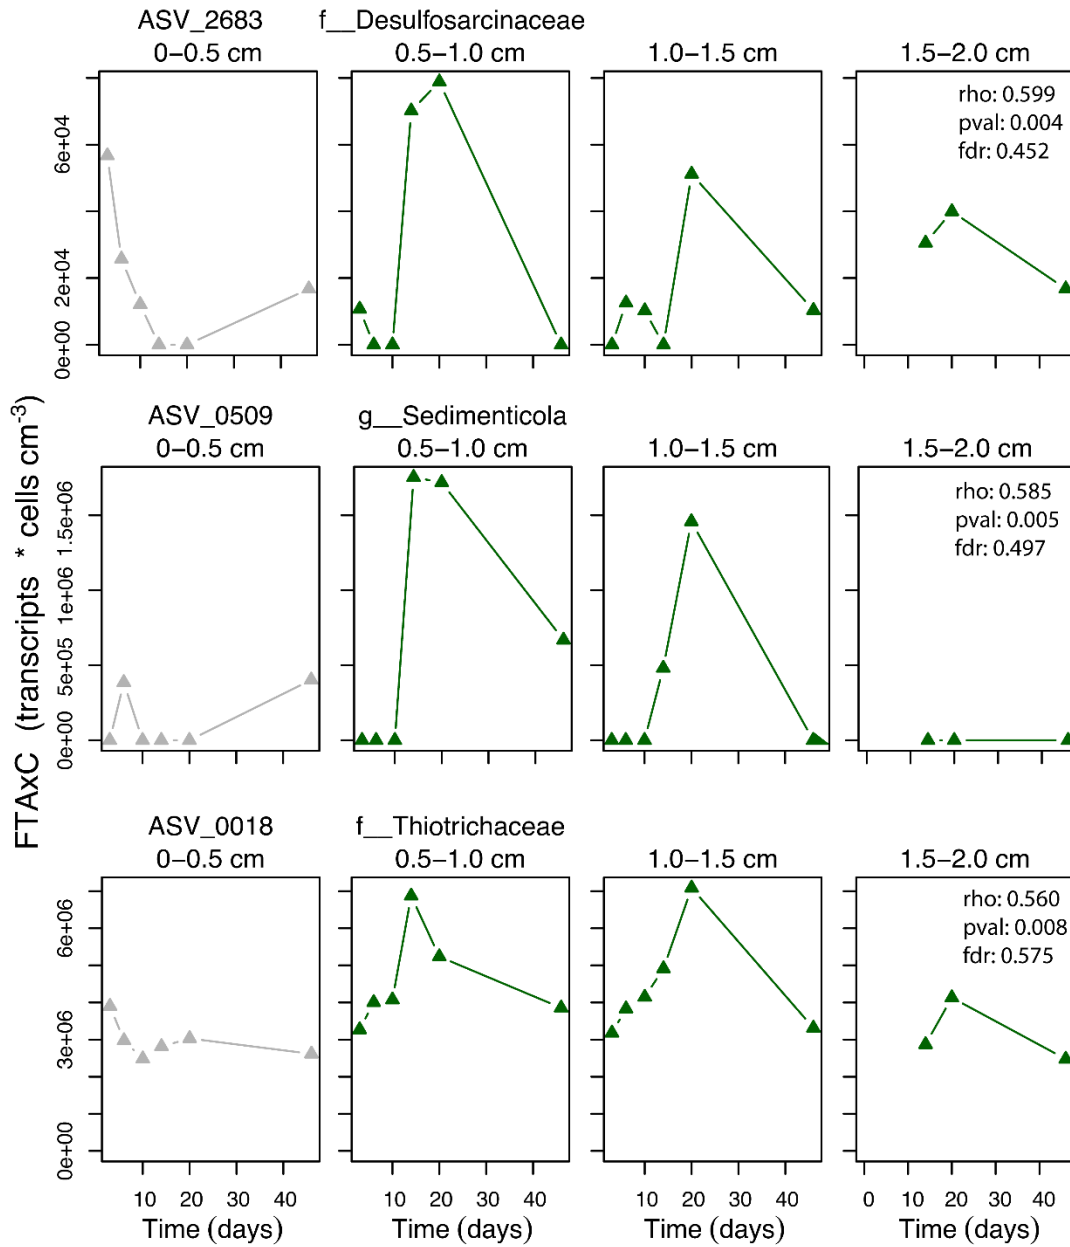 ASV_2683 f__Desulfosarcinaceae
0−0.5 cm 0.5−1.0 cm 1.0−1.5 cm 1.5−2.0 cm
rho: 0.599
pval: 0.004
fdr: 0.452
6e+04
2e+04
0e+00
ASV_0509 g__Sedimenticola
0−0.5 cm 0.5−1.0 cm 1.0−1.5 cm 1.5−2.0 cm
rho: 0.585
pval: 0.005
fdr: 0.497
1.5e+06
1e+06
5e+05
0e+00
FTAxC (transcripts * cells cm⁻³)
ASV_0018 f__Thiotrichaceae
0−0.5 cm 0.5−1.0 cm 1.0−1.5 cm 1.5−2.0 cm
rho: 0.560
pval: 0.008
fdr: 0.575
6e+06
3e+06
0e+00
10 20 30 40 10 20 30 40 10 20 30 40 0 10 20 30 40
Time (days) Time (days) Time (days) Time (days)